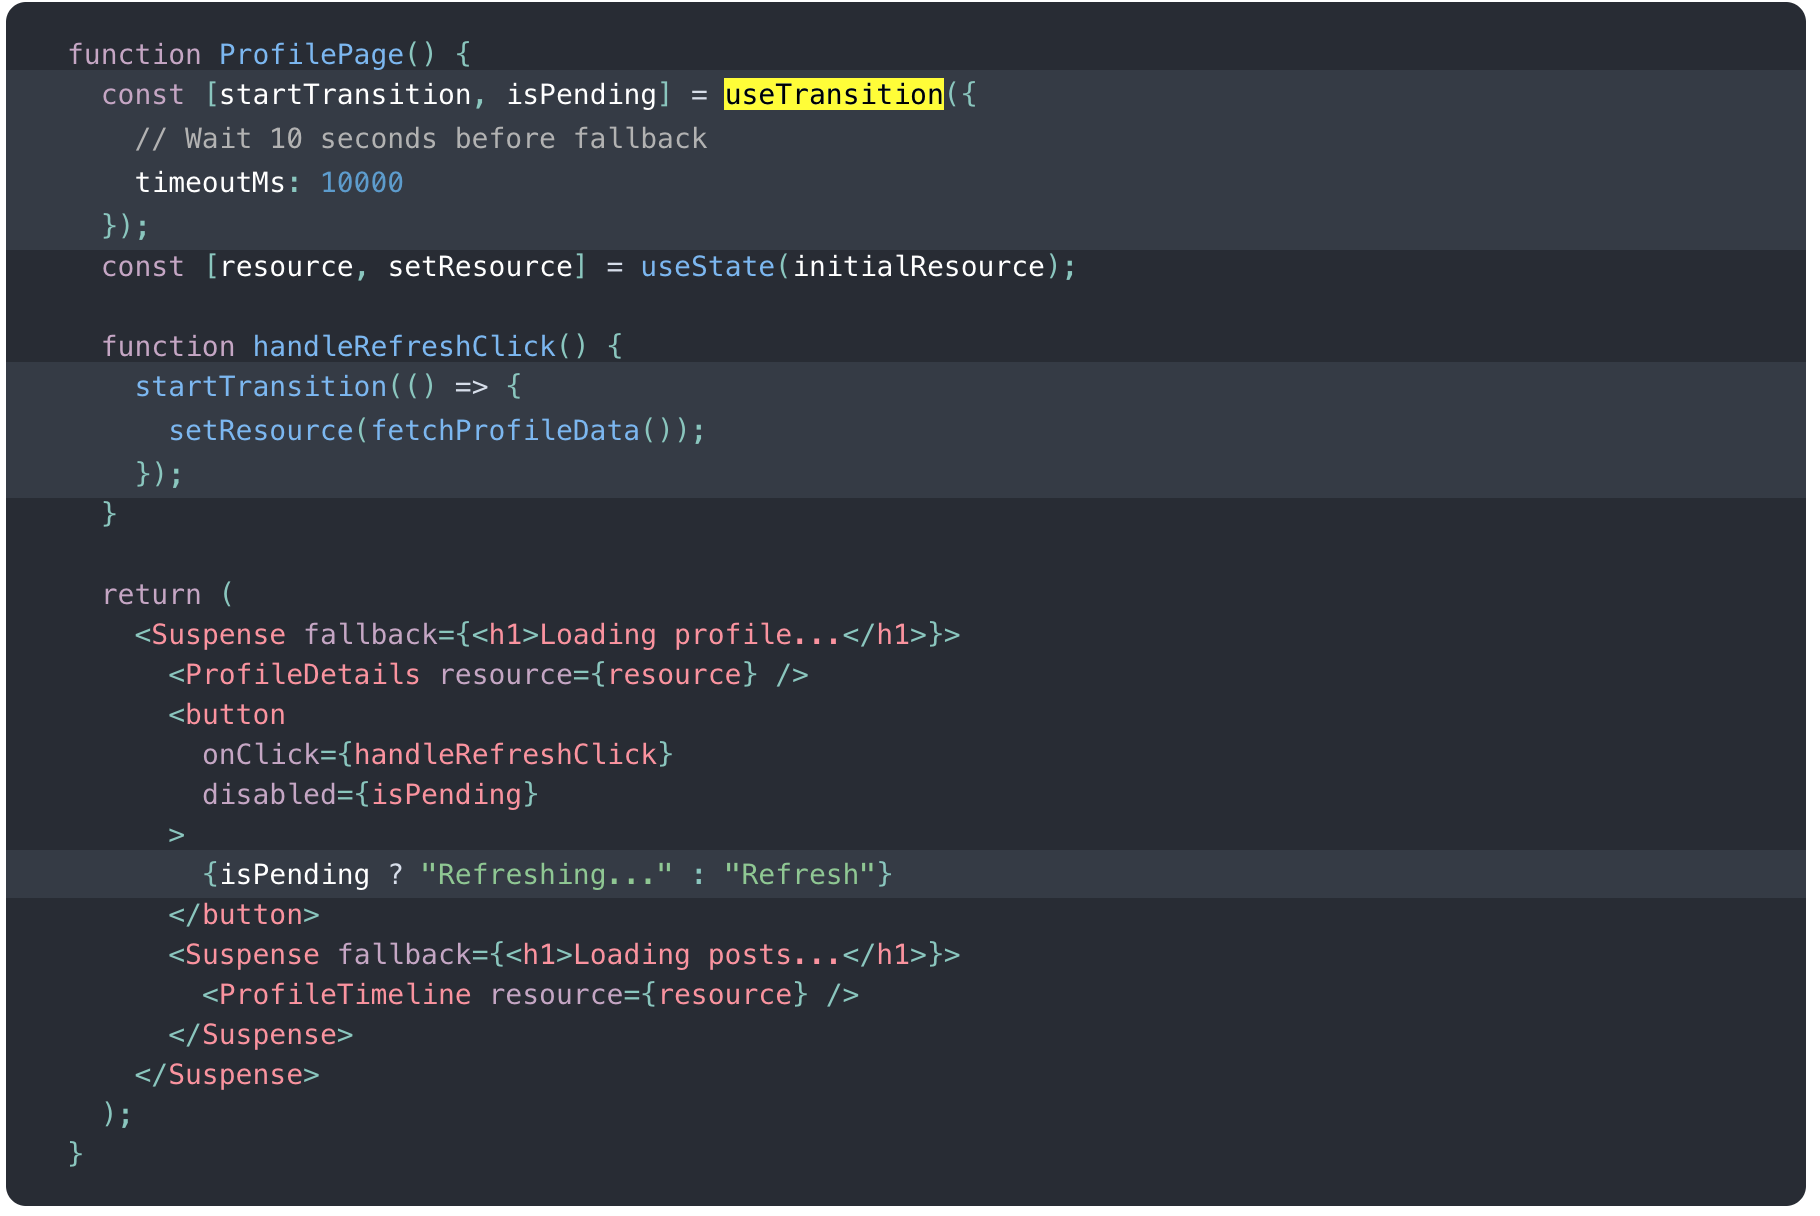 function ProfilePage() {
  const [startTransition, isPending] = useTransition({
    // Wait 10 seconds before fallback
    timeoutMs: 10000
  });
  const [resource, setResource] = useState(initialResource);

  function handleRefreshClick() {
    startTransition(() => {
      setResource(fetchProfileData());
    });
  }

  return (
    <Suspense fallback={<h1>Loading profile...</h1>}>
      <ProfileDetails resource={resource} />
      <button
        onClick={handleRefreshClick}
        disabled={isPending}
      >
        {isPending ? "Refreshing..." : "Refresh"}
      </button>
      <Suspense fallback={<h1>Loading posts...</h1>}>
        <ProfileTimeline resource={resource} />
      </Suspense>
    </Suspense>
  );
}